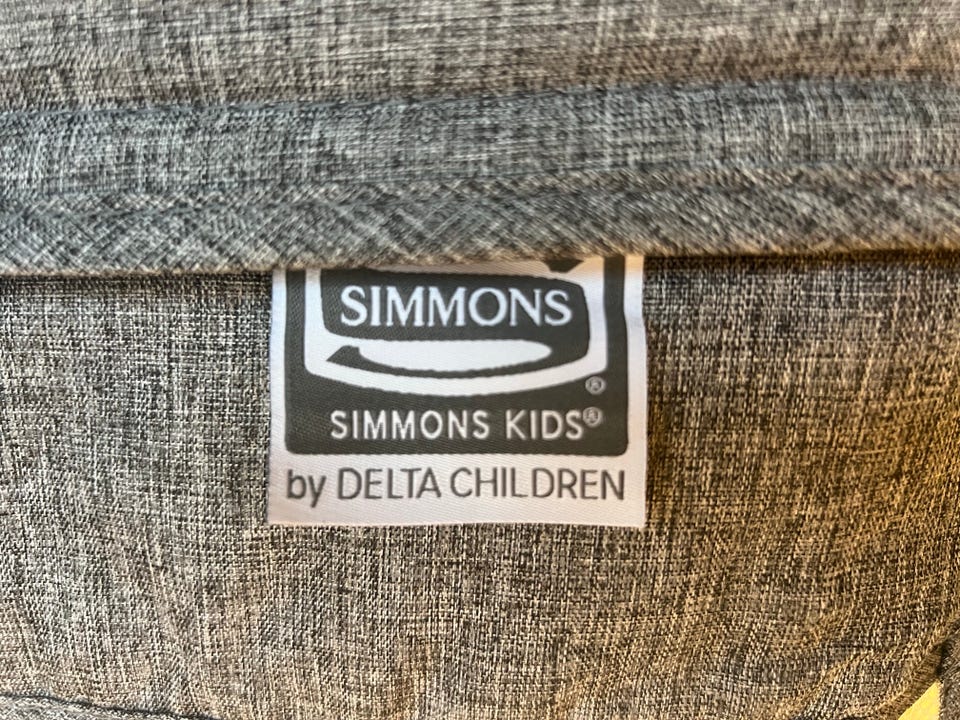 SIMMONS
®
SIMMONS KIDS®
by DELTA CHILDREN